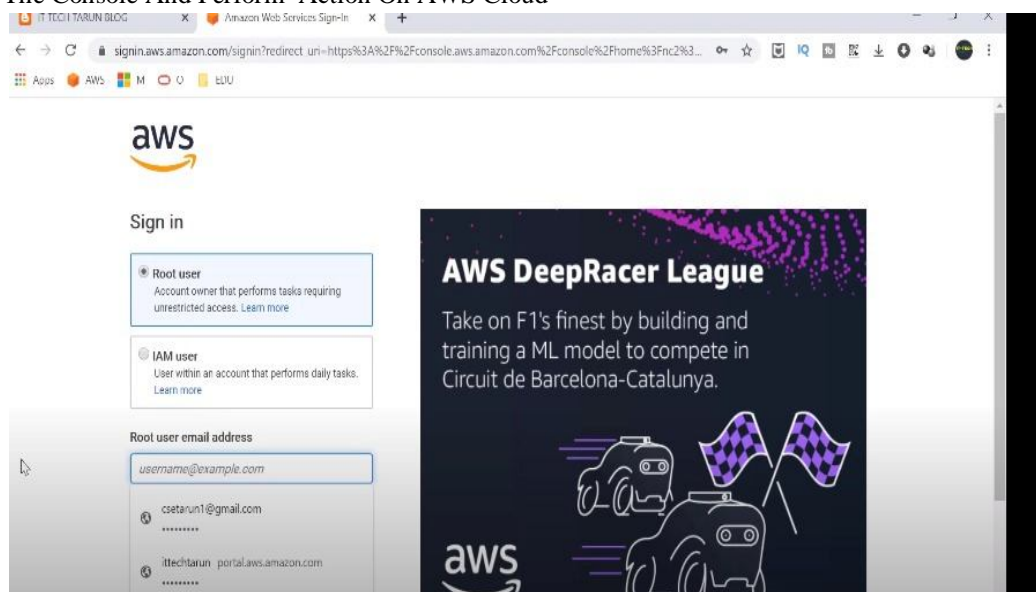 The Console And Perform Action On AWS Cloud
IT TECH TARUN BLOG
Amazon Web Services Sign-In
signin.aws.amazon.com/signin?redirect_uri=https%3A%2F%2Fconsole.aws.amazon.com%2Fconsole%2Fhome%3Fnc2%3...
Apps AWS M O EDU
aws
Sign in
Root user
Account owner that performs tasks requiring
unrestricted access. Learn more
IAM user
User within an account that performs daily tasks.
Learn more
Root user email address
username@example.com
csetarun1@gmail.com
•••••••••
ittechtarun portal.aws.amazon.com
•••••••••
AWS DeepRacer League
Take on F1's finest by building and
training a ML model to compete in
Circuit de Barcelona-Catalunya.
aws